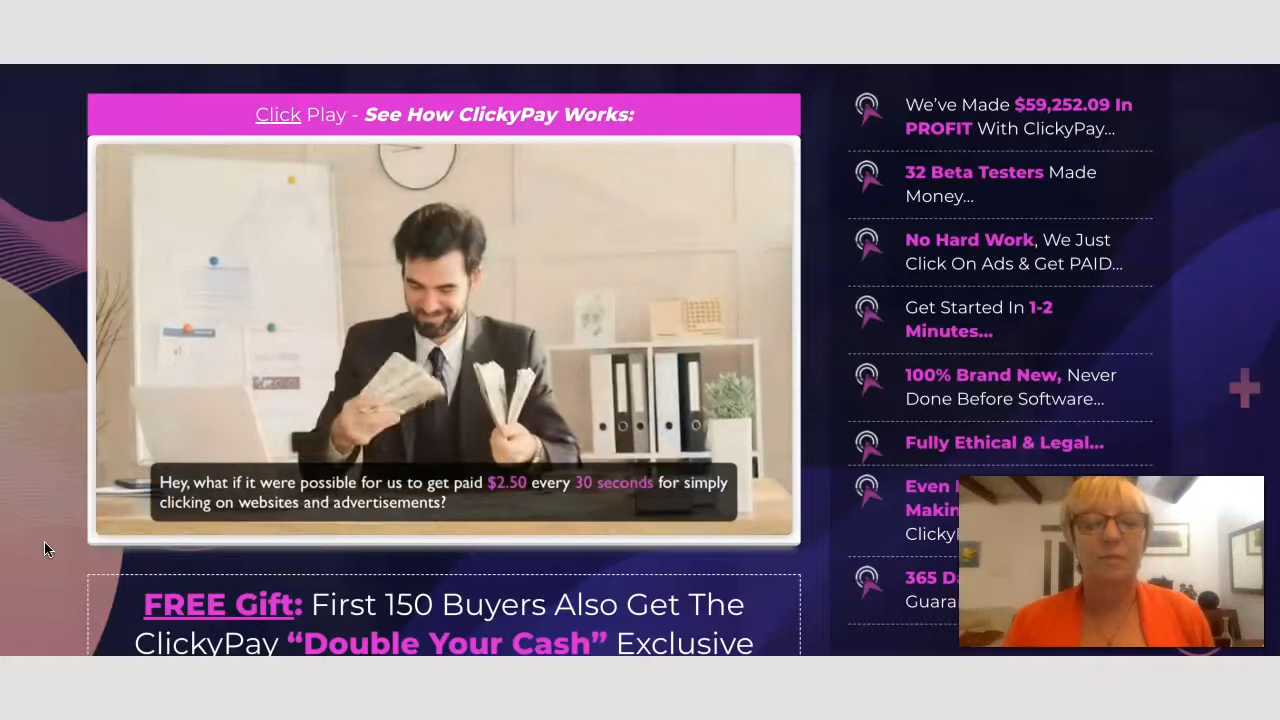 Click Play - See How ClickyPay Works:
Hey, what if it were possible for us to get paid $2.50 every 30 seconds for simply
clicking on websites and advertisements?
FREE Gift: First 150 Buyers Also Get The
ClickyPay “Double Your Cash” Exclusive
We’ve Made $59,252.09 In
PROFIT With ClickyPay...
32 Beta Testers Made
Money...
No Hard Work, We Just
Click On Ads & Get PAID...
Get Started In 1-2
Minutes...
100% Brand New, Never
Done Before Software...
Fully Ethical & Legal...
Even
365